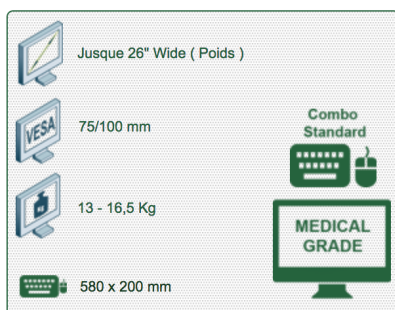 Jusque 26" Wide ( Poids )
VESA
75/100 mm
Combo
Standard
KG
13 - 16,5 Kg
MEDICAL
GRADE
580 x 200 mm